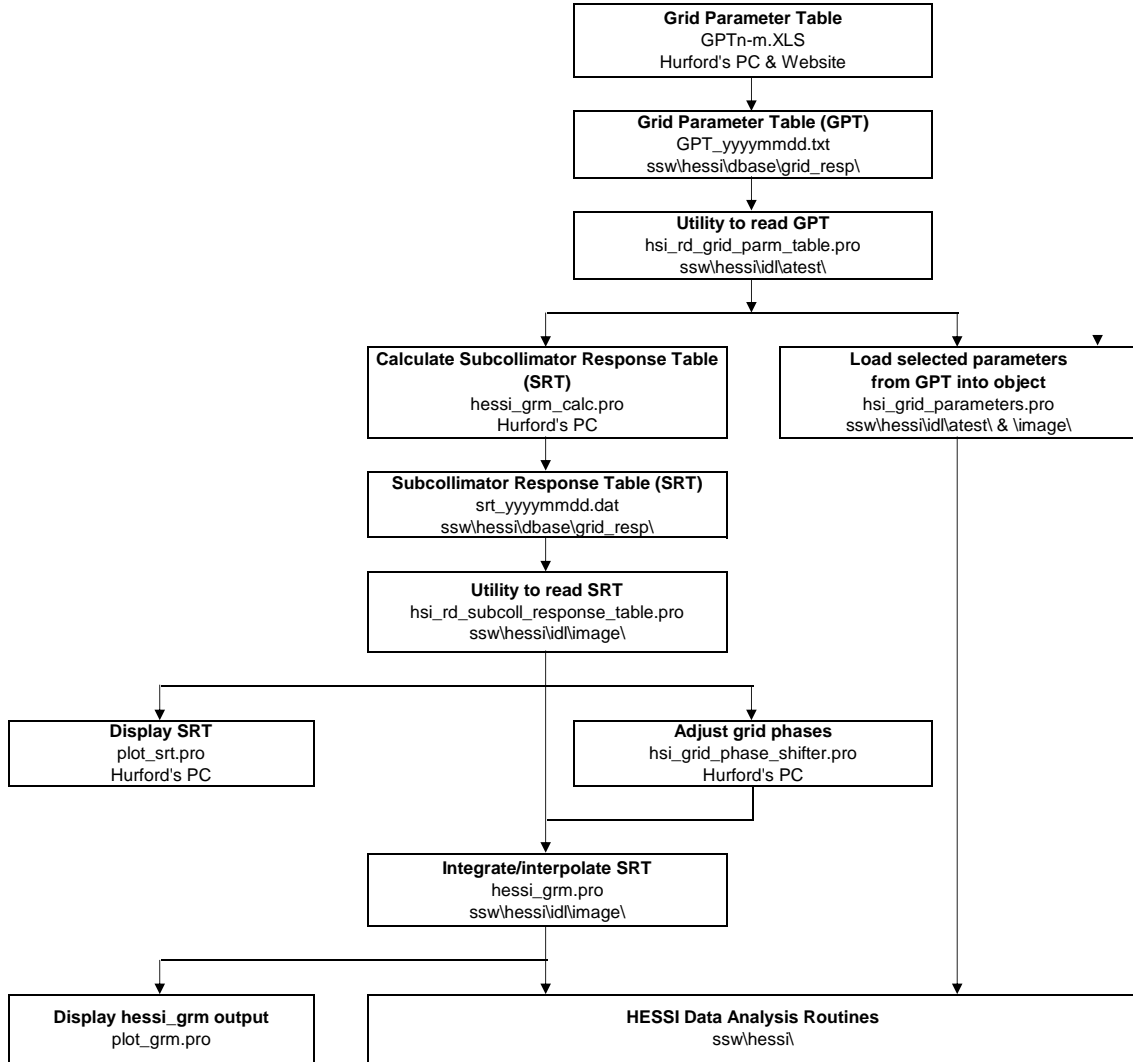 Grid Parameter Table
GPTn-m.XLS
Hurford's PC & Website
Grid Parameter Table (GPT)
GPT_yyyymmdd.txt
ssw\hessi\dbase\grid_resp\
Utility to read GPT
hsi_rd_grid_parm_table.pro
ssw\hessi\idl\atest\
Calculate Subcollimator Response Table
(SRT)
hessi_grm_calc.pro
Hurford's PC
Load selected parameters
from GPT into object
hsi_grid_parameters.pro
ssw\hessi\idl\atest\ & \image\
Subcollimator Response Table (SRT)
srt_yyyymmdd.dat
ssw\hessi\dbase\grid_resp\
Utility to read SRT
hsi_rd_subcoll_response_table.pro
ssw\hessi\idl\image\
Display SRT
plot_srt.pro
Hurford's PC
Adjust grid phases
hsi_grid_phase_shifter.pro
Hurford's PC
Integrate/interpolate SRT
hessi_grm.pro
ssw\hessi\idl\image\
Display hessi_grm output
plot_grm.pro
HESSI Data Analysis Routines
ssw\hessi\